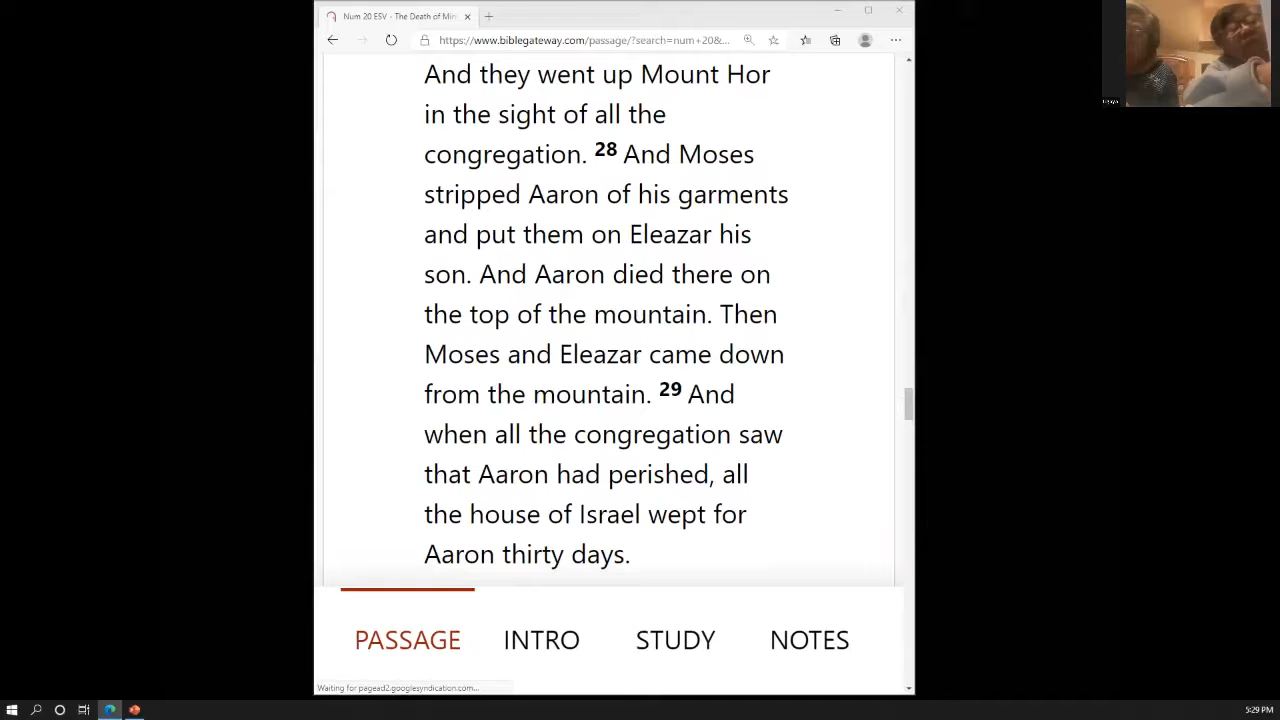 Num 20 ESV - The Death of Miri
https://www.biblegateway.com/passage/?search=num+20&...
And they went up Mount Hor
in the sight of all the
congregation. 28 And Moses
stripped Aaron of his garments
and put them on Eleazar his
son. And Aaron died there on
the top of the mountain. Then
Moses and Eleazar came down
from the mountain. 29 And
when all the congregation saw
that Aaron had perished, all
the house of Israel wept for
Aaron thirty days.
PASSAGE INTRO STUDY NOTES
Waiting for pagead2.googlesyndication.com...
5:29 PM